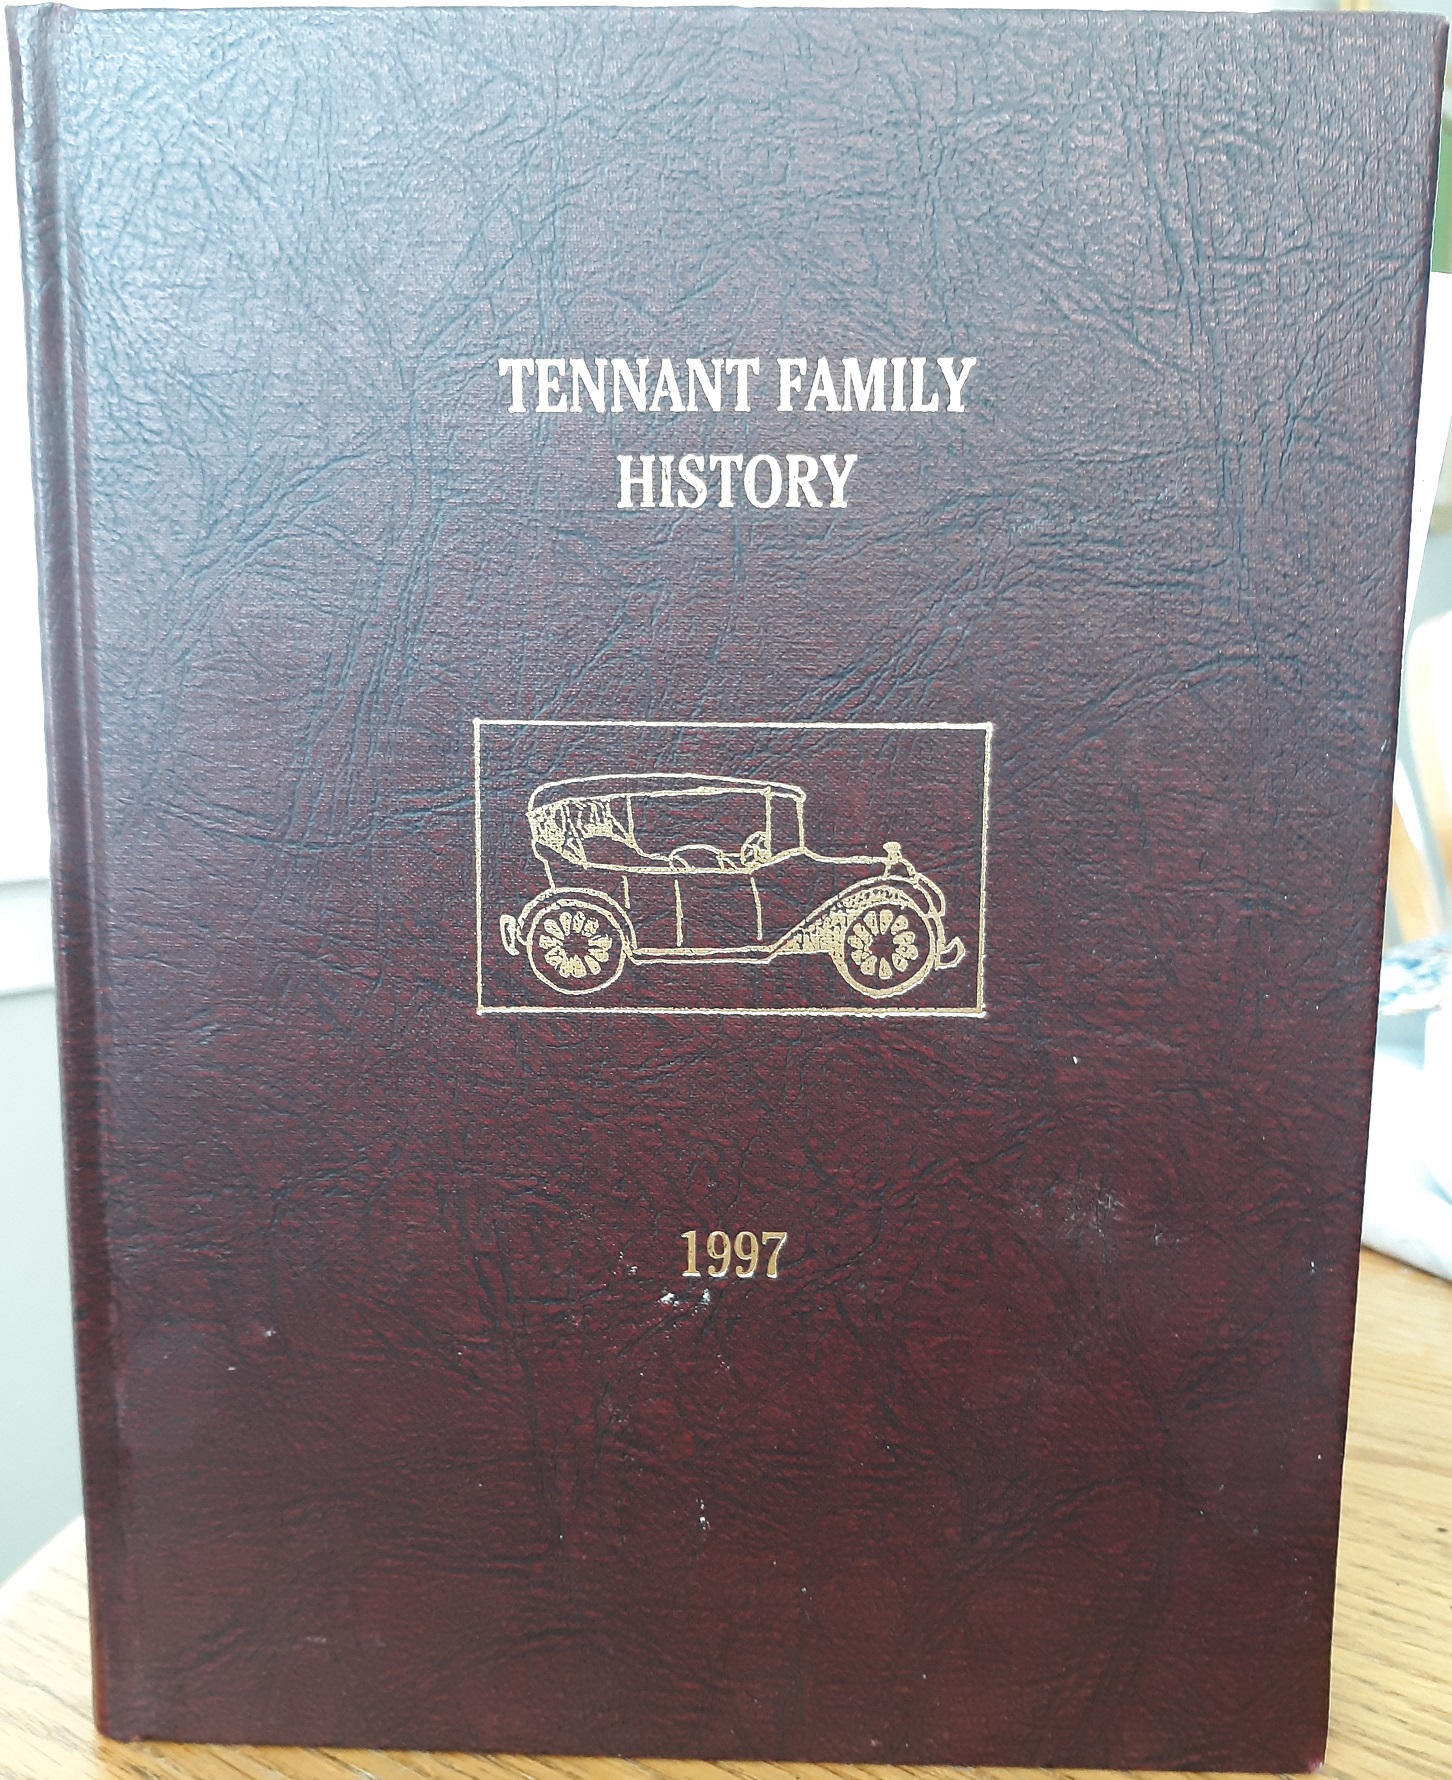 TENNANT FAMILY
HISTORY
1997